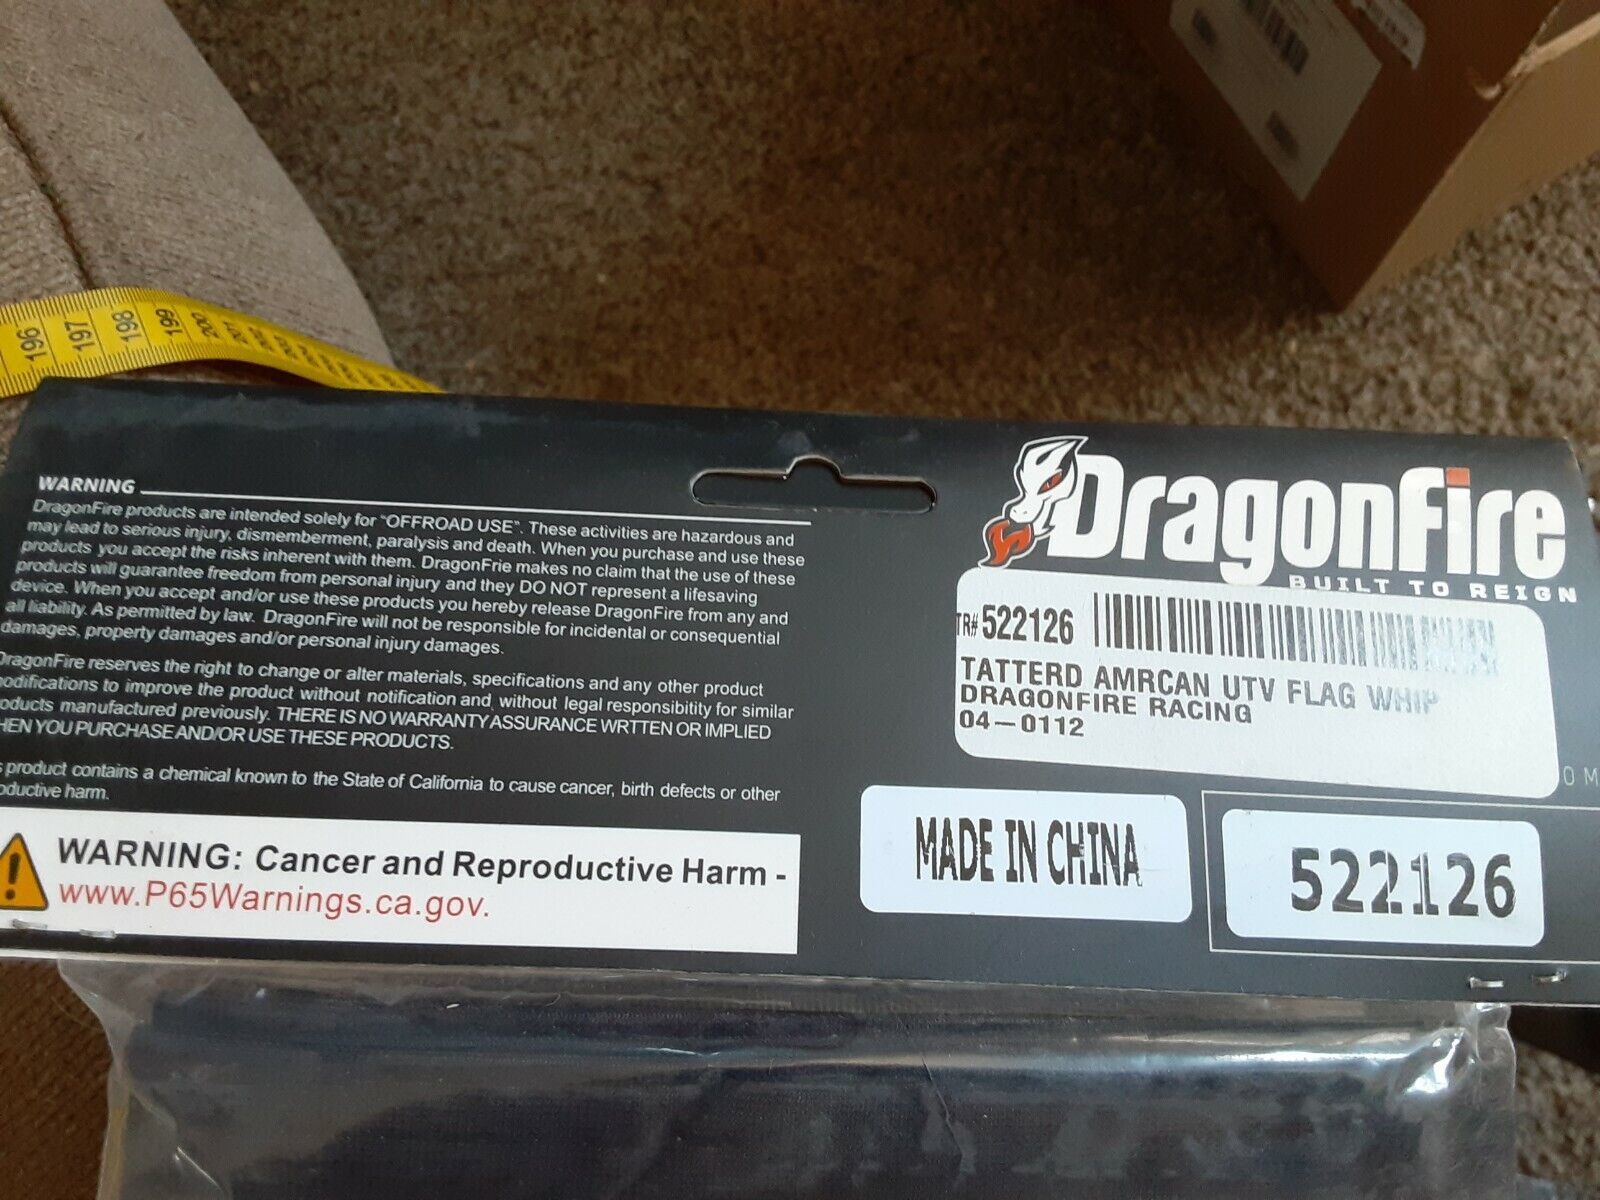 196 197 198 199 200 201
WARNING
DragonFire products are intended solely for "OFFROAD USE". These activities are hazardous and
may lead to serious injury, dismemberment, paralysis and death. When you purchase and use these
products you accept the risks inherent with them. DragonFrie makes no claim that the use of these
products will guarantee freedom from personal injury and they DO NOT represent a lifesaving
device. When you accept and/or use these products you hereby release DragonFire from any and
all liability. As permitted by law. DragonFire will not be responsible for incidental or consequential
damages, property damages and/or personal injury damages.
DragonFire reserves the right to change or alter materials, specifications and any other product
modifications to improve the product without notification and without legal responsibility for similar
products manufactured previously. THERE IS NO WARRANTY ASSURANCE WRTTEN OR IMPLIED
WHEN YOU PURCHASE AND/OR USE THESE PRODUCTS.
product contains a chemical known to the State of California to cause cancer, birth defects or other
reproductive harm.
WARNING: Cancer and Reproductive Harm -
www.P65Warnings.ca.gov.
DragonFire
BUILT TO REIGN
TR# 522126
TATTERD AMRCAN UTV FLAG WHIP
DRAGONFIRE RACING
04-0112
MADE IN CHINA
522126